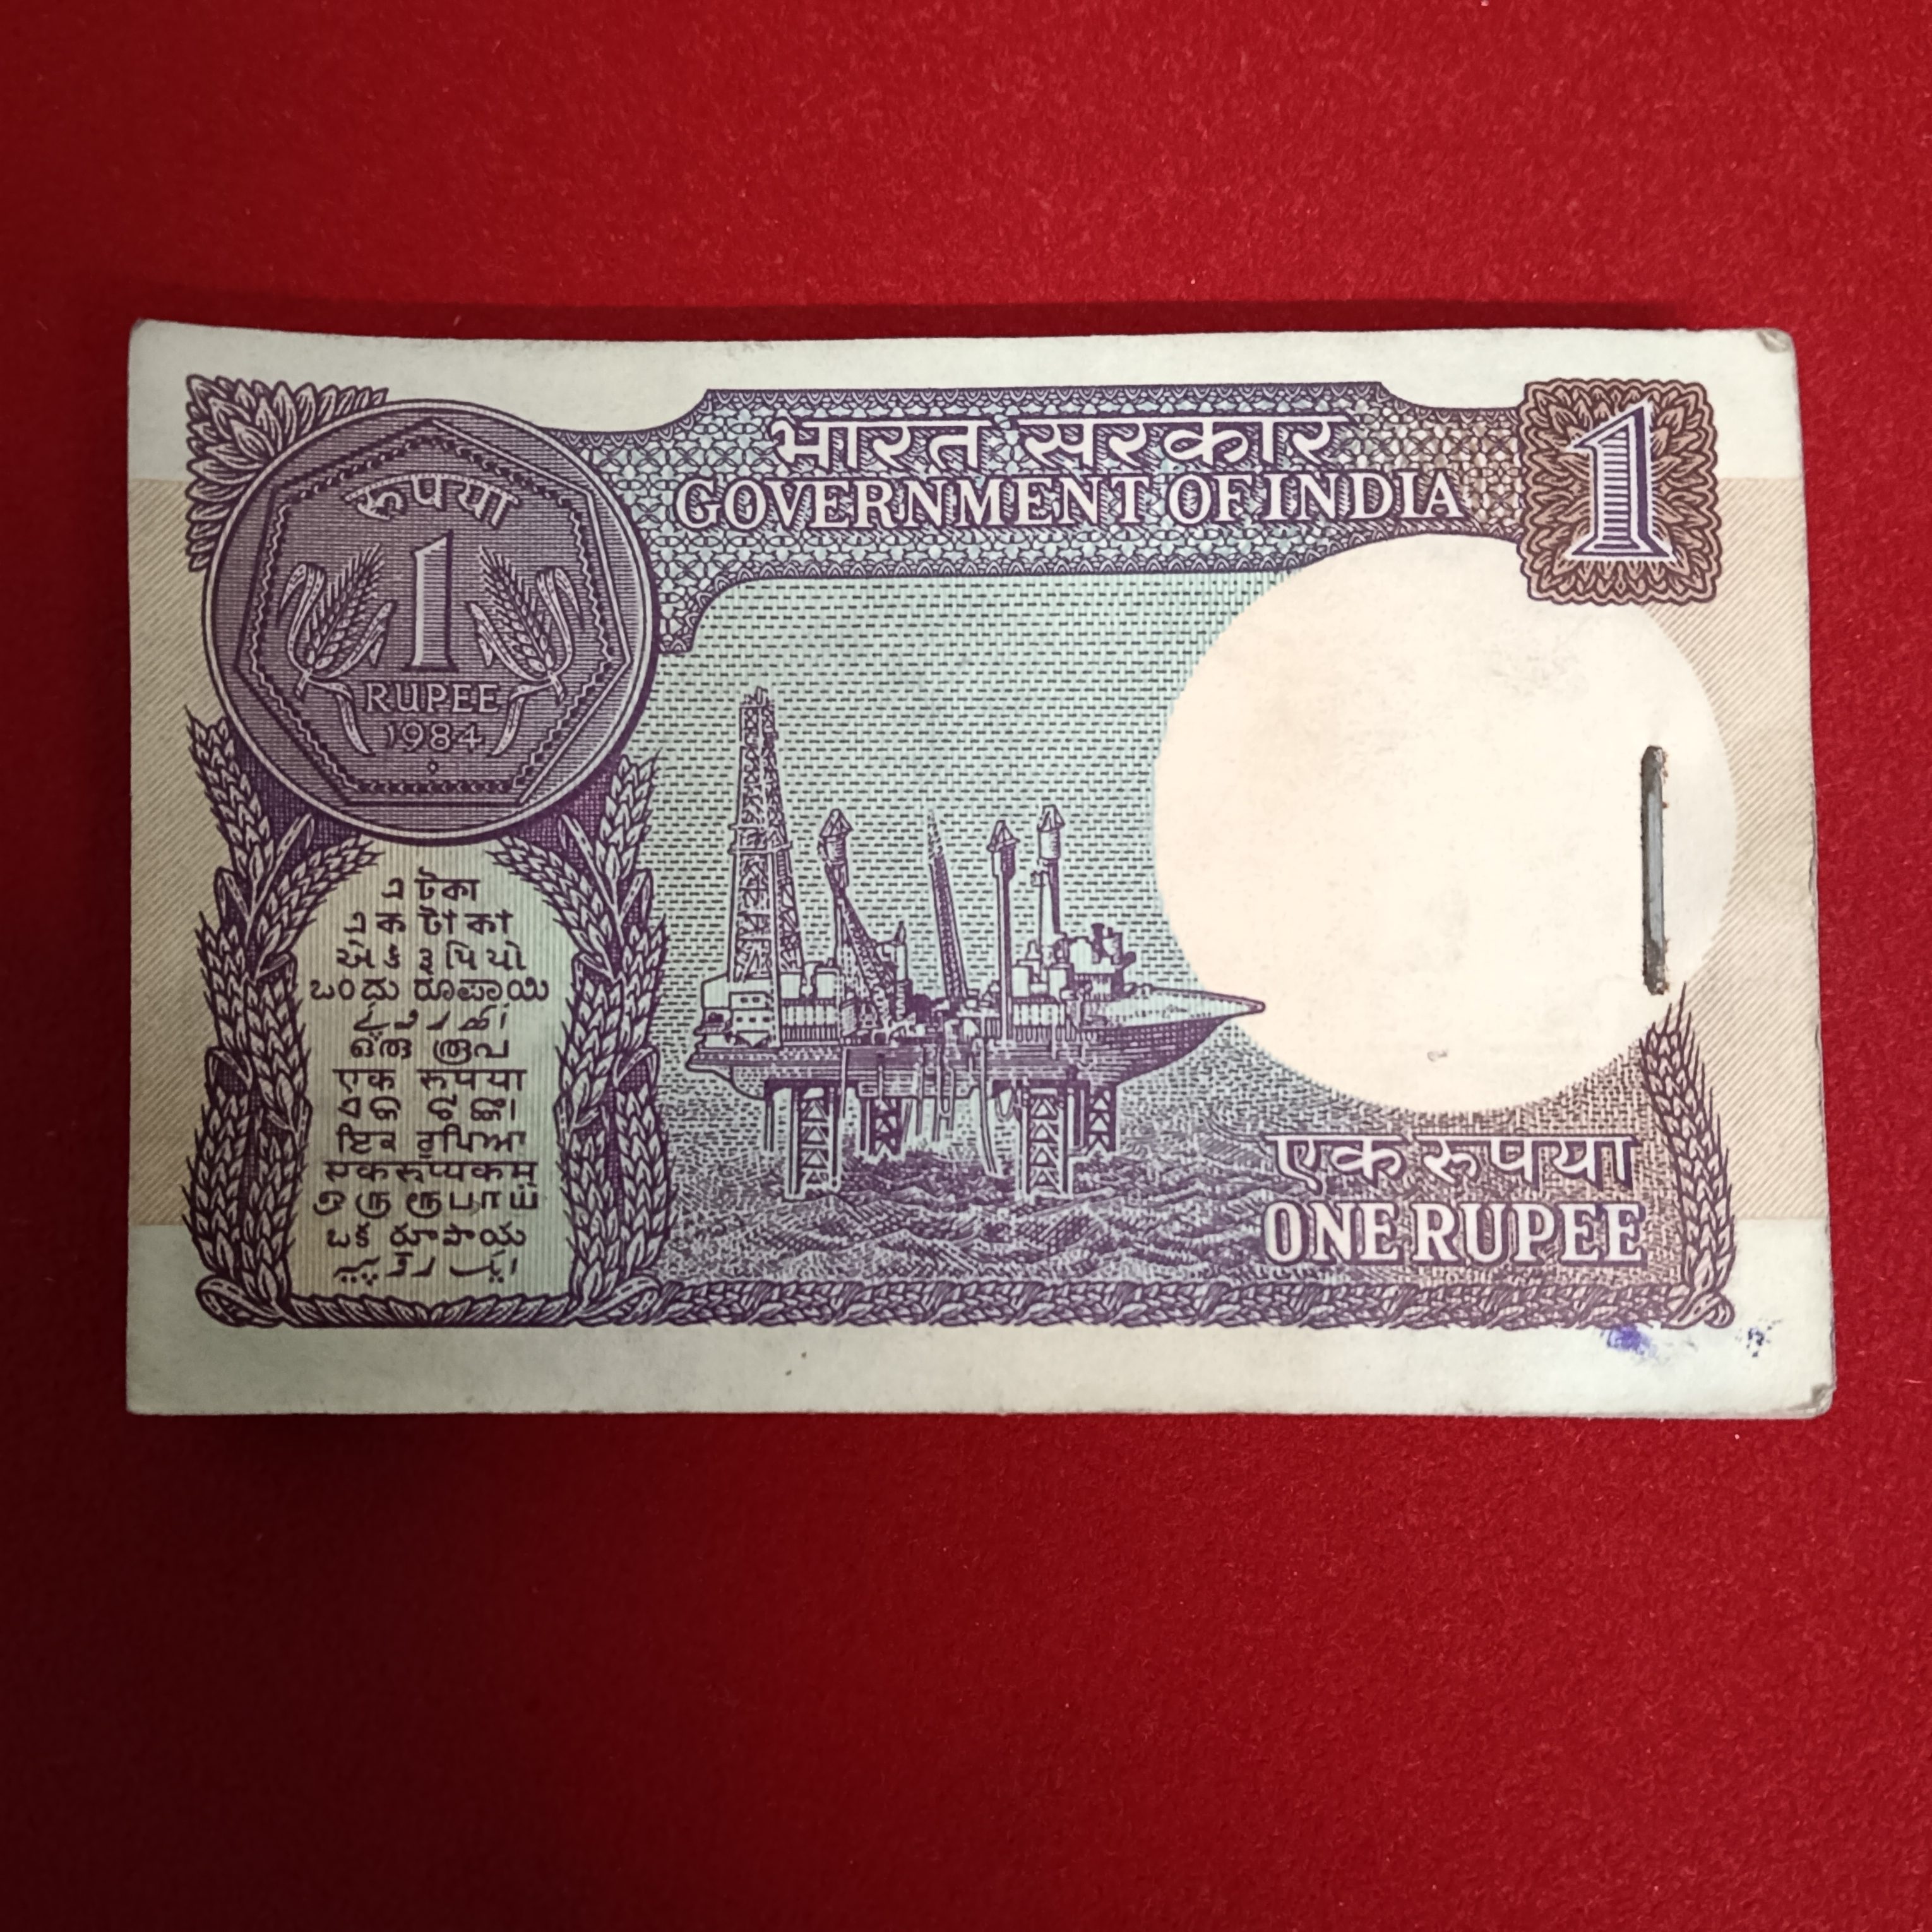 भारत सरकार
GOVERNMENT OF INDIA
1
रुपया
1
RUPEE
1984
এ টকা
এক টাকা
એક રૂપિયો
ಒಂದು ರೂಪಾಯಿ
ഒരു രൂപ
एक रुपया
ଏକ ଟଙ୍କା
ਇਕ ਰੁਪਿਆ
एकरूप्यकम्
ஒரு ரூபாய்
ఒక రూపాయ
ایک روپیہ
एक रुपया
ONE RUPEE